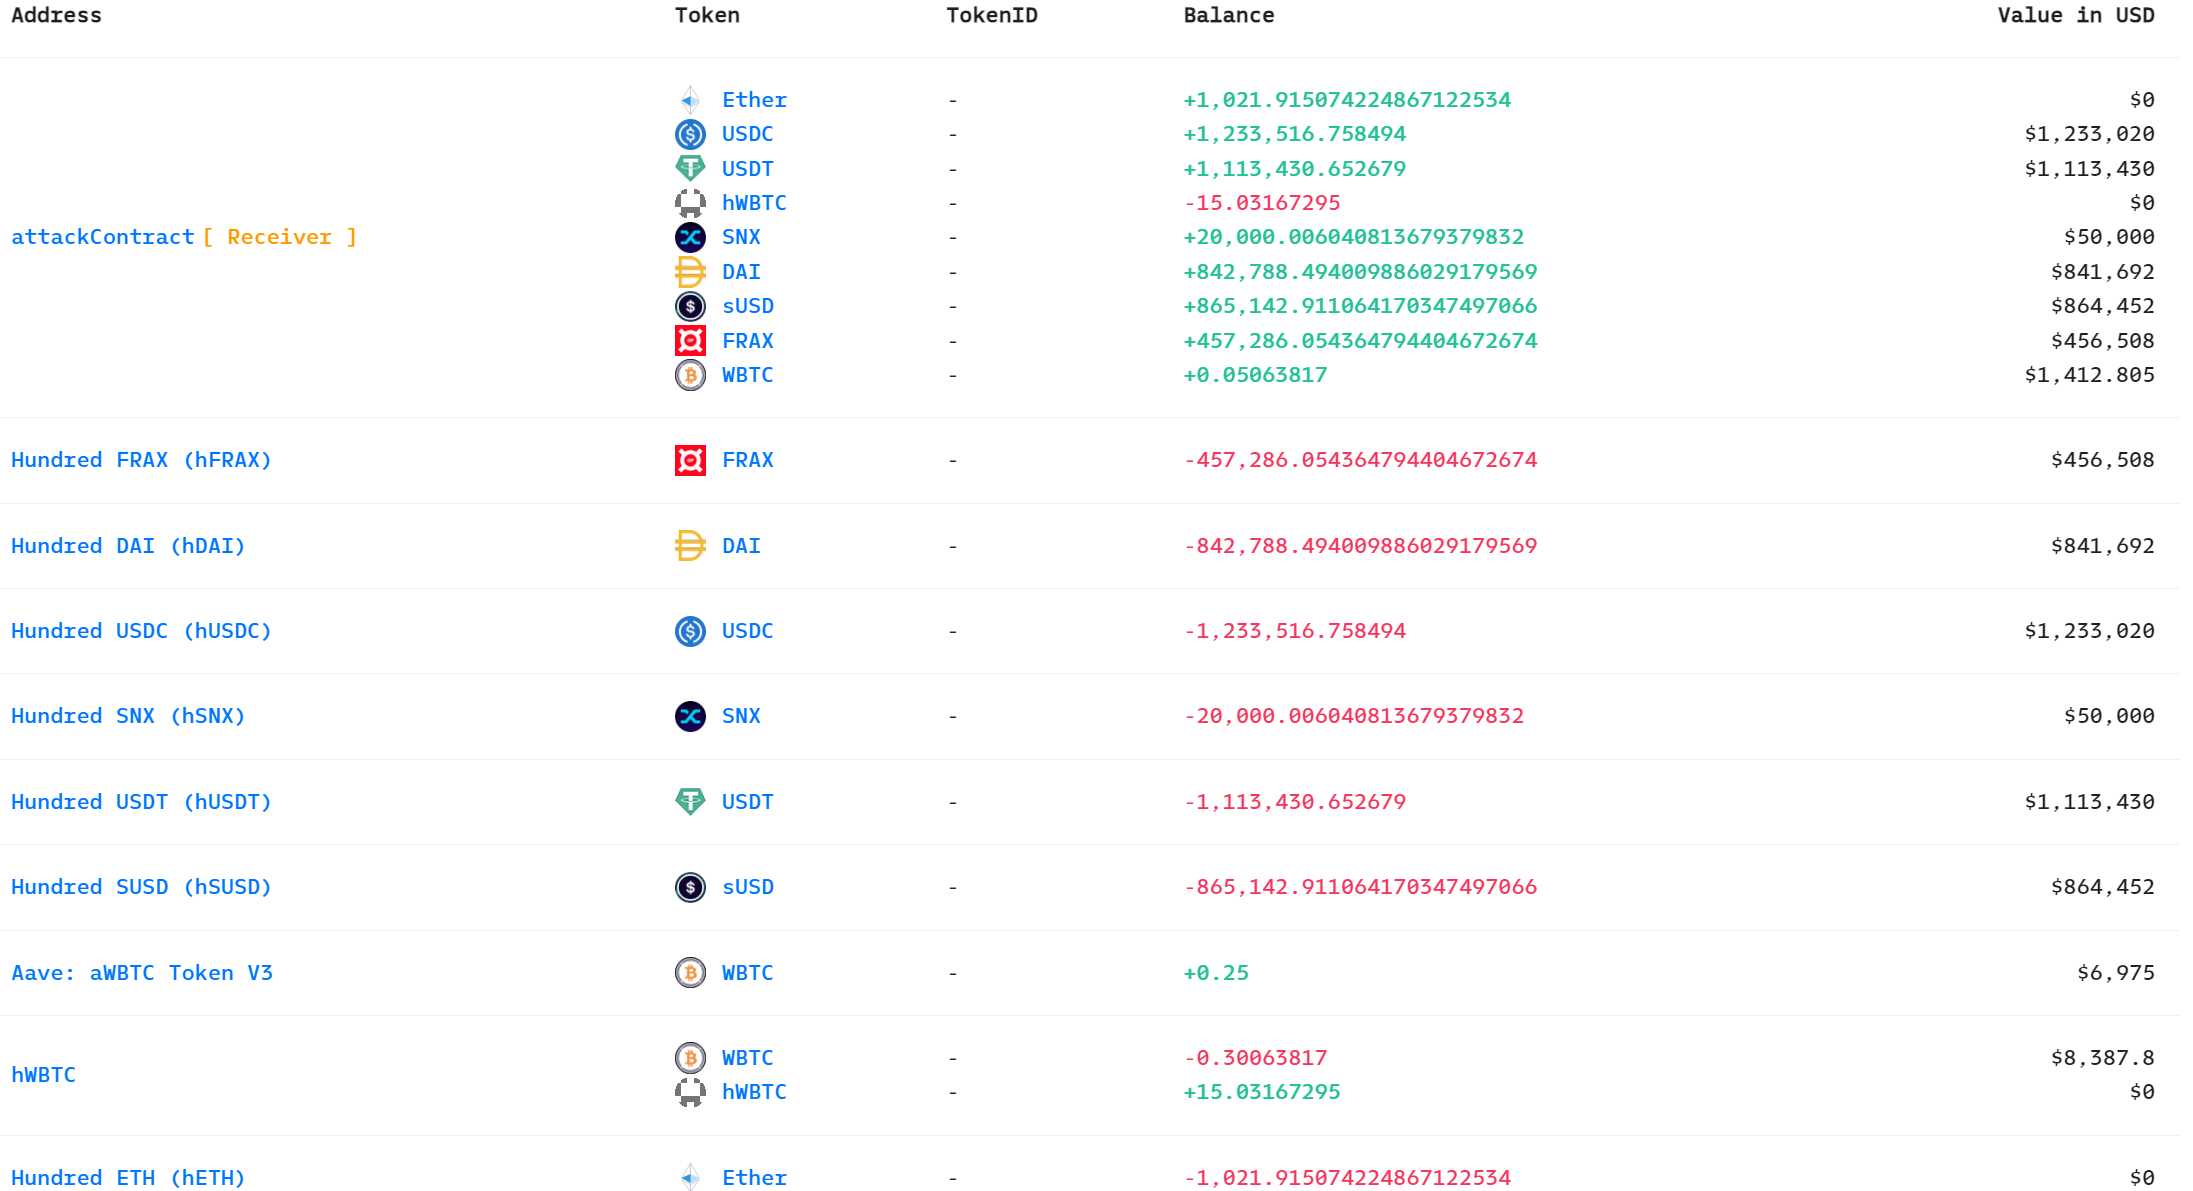 Address Token TokenID Balance Value in USD
Ether - +1,021.915074224867122534 $0
USDC - +1,233,516.758494 $1,233,020
USDT - +1,113,430.652679 $1,113,430
hWBTC - -15.03167295 $0
attackContract [ Receiver ] SNX - +20,000.006040813679379832 $50,000
DAI - +842,788.494009886029179569 $841,692
sUSD - +865,142.911064170347497066 $864,452
FRAX - +457,286.054364794404672674 $456,508
WBTC - +0.05063817 $1,412.805
Hundred FRAX (hFRAX) FRAX - -457,286.054364794404672674 $456,508
Hundred DAI (hDAI) DAI - -842,788.494009886029179569 $841,692
Hundred USDC (hUSDC) USDC - -1,233,516.758494 $1,233,020
Hundred SNX (hSNX) SNX - -20,000.006040813679379832 $50,000
Hundred USDT (hUSDT) USDT - -1,113,430.652679 $1,113,430
Hundred SUSD (hSUSD) sUSD - -865,142.911064170347497066 $864,452
Aave: aWBTC Token V3 WBTC - +0.25 $6,975
WBTC - -0.30063817 $8,387.8
hWBTC
hWBTC - +15.03167295 $0
Hundred ETH (hETH) Ether - -1,021.915074224867122534 $0